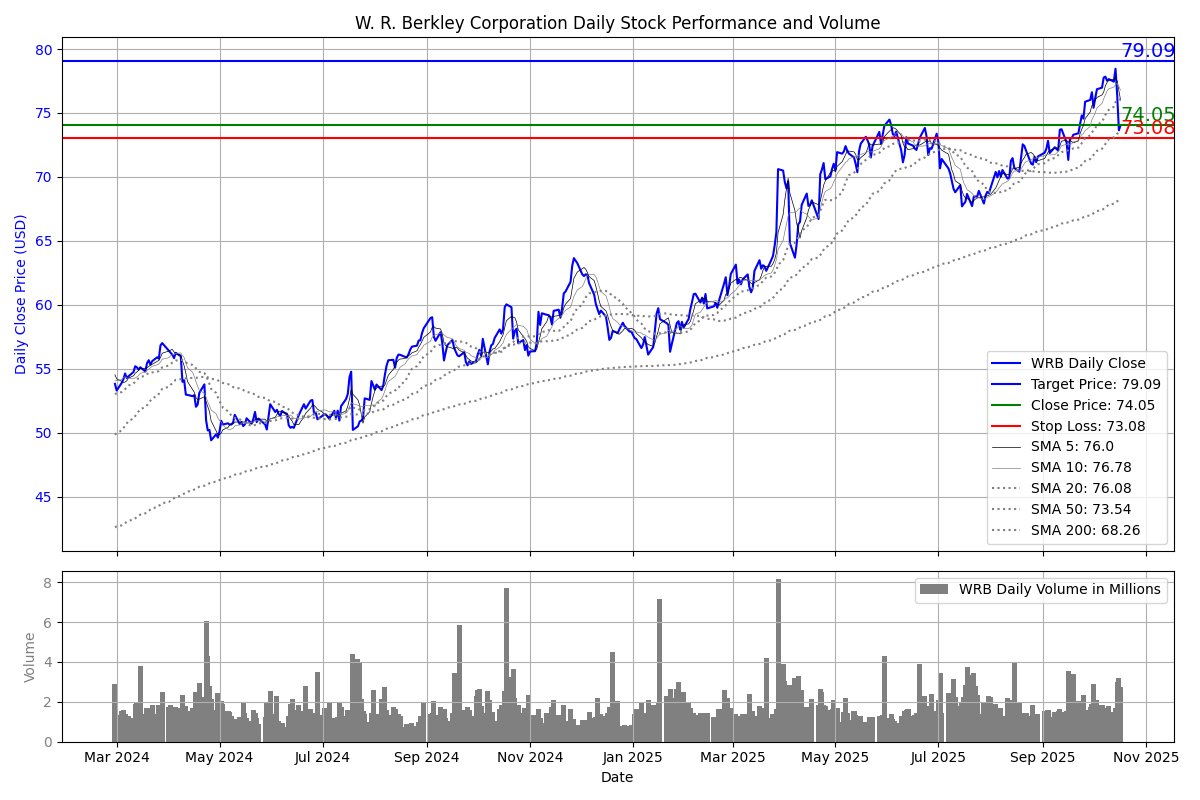 W. R. Berkley Corporation Daily Stock Performance and Volume
80
75
70
65
60
55
50
45
Daily Close Price (USD)
79.09
74.05
73.08
WRB Daily Close
Target Price: 79.09
Close Price: 74.05
Stop Loss: 73.08
SMA 5: 76.0
SMA 10: 76.78
SMA 20: 76.08
SMA 50: 73.54
SMA 200: 68.26
8
6
4
2
0
Volume
WRB Daily Volume in Millions
Mar 2024 May 2024 Jul 2024 Sep 2024 Nov 2024 Jan 2025 Mar 2025 May 2025 Jul 2025 Sep 2025 Nov 2025
Date